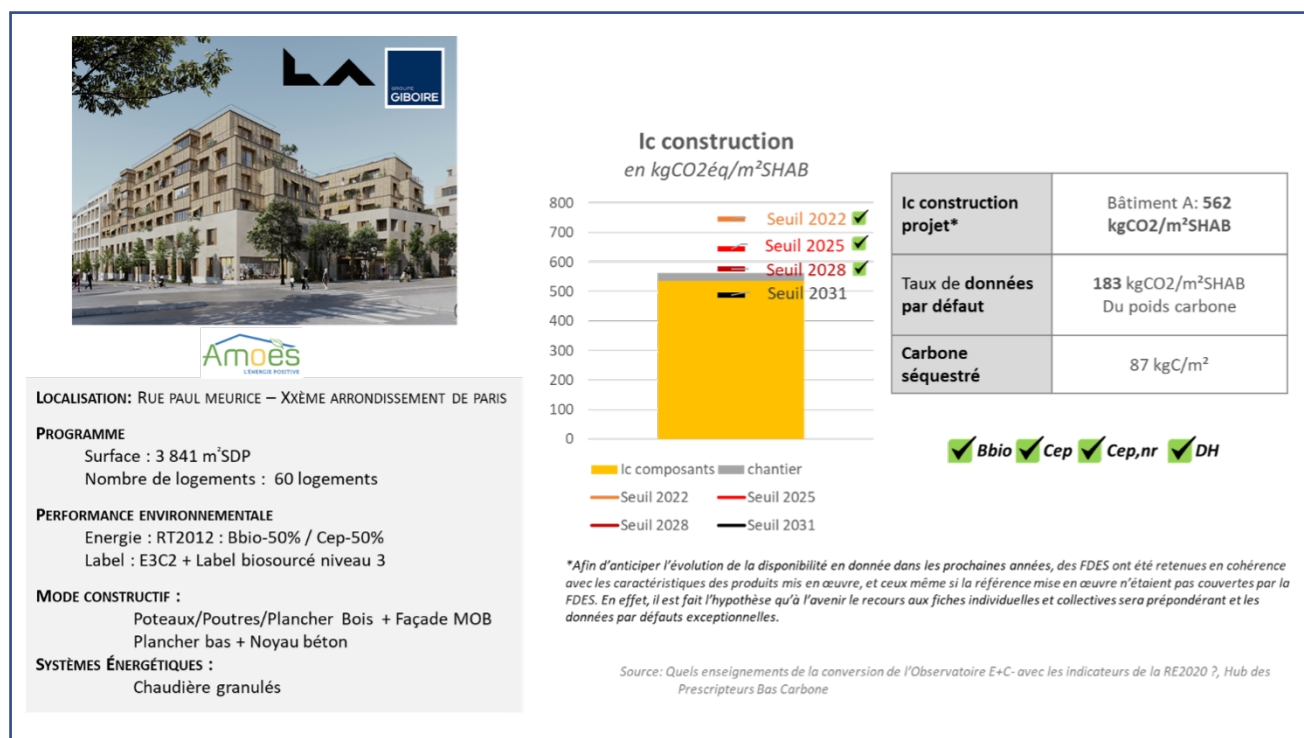 LA
GROUPE
GIBOIRE
Amoès
L'ENERGIE POSITIVE
LOCALISATION: RUE PAUL MEURICE – XXÈME ARRONDISSEMENT DE PARIS
PROGRAMME
Surface : 3 841 m²SDP
Nombre de logements : 60 logements
PERFORMANCE ENVIRONNEMENTALE
Energie : RT2012 : Bbio-50% / Cep-50%
Label : E3C2 + Label biosourcé niveau 3
MODE CONSTRUCTIF :
Poteaux/Poutres/Plancher Bois + Façade MOB
Plancher bas + Noyau béton
SYSTÈMES ÉNERGÉTIQUES :
Chaudière granulés
Ic construction
en kgCO2éq/m²SHAB
800
700
600
500
400
300
200
100
0
Seuil 2022
Seuil 2025
Seuil 2028
Seuil 2031
Ic composants chantier
Seuil 2022 Seuil 2025
Seuil 2028 Seuil 2031
Ic construction
projet*
Bâtiment A: 562
kgCO2/m²SHAB
Taux de données
par défaut
183 kgCO2/m²SHAB
Du poids carbone
Carbone
séquestré
87 kgC/m²
Bbio Cep Cep,nr DH
*Afin d'anticiper l'évolution de la disponibilité en donnée dans les prochaines années, des FDES ont été retenues en cohérence
avec les caractéristiques des produits mis en œuvre, et ceux même si la référence mise en œuvre n'étaient pas couvertes par la
FDES. En effet, il est fait l'hypothèse qu'à l'avenir le recours aux fiches individuelles et collectives sera prépondérant et les
données par défauts exceptionnelles.
Source: Quels enseignements de la conversion de l'Observatoire E+C- avec les indicateurs de la RE2020 ?, Hub des
Prescripteurs Bas Carbone